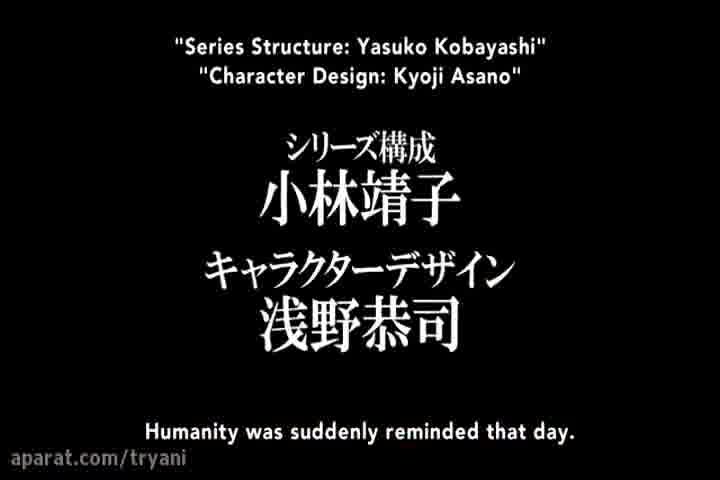 "Series Structure: Yasuko Kobayashi"
"Character Design: Kyoji Asano"
シリーズ構成
小林靖子
キャラクターデザイン
浅野恭司
Humanity was suddenly reminded that day.
aparat.com/tryani